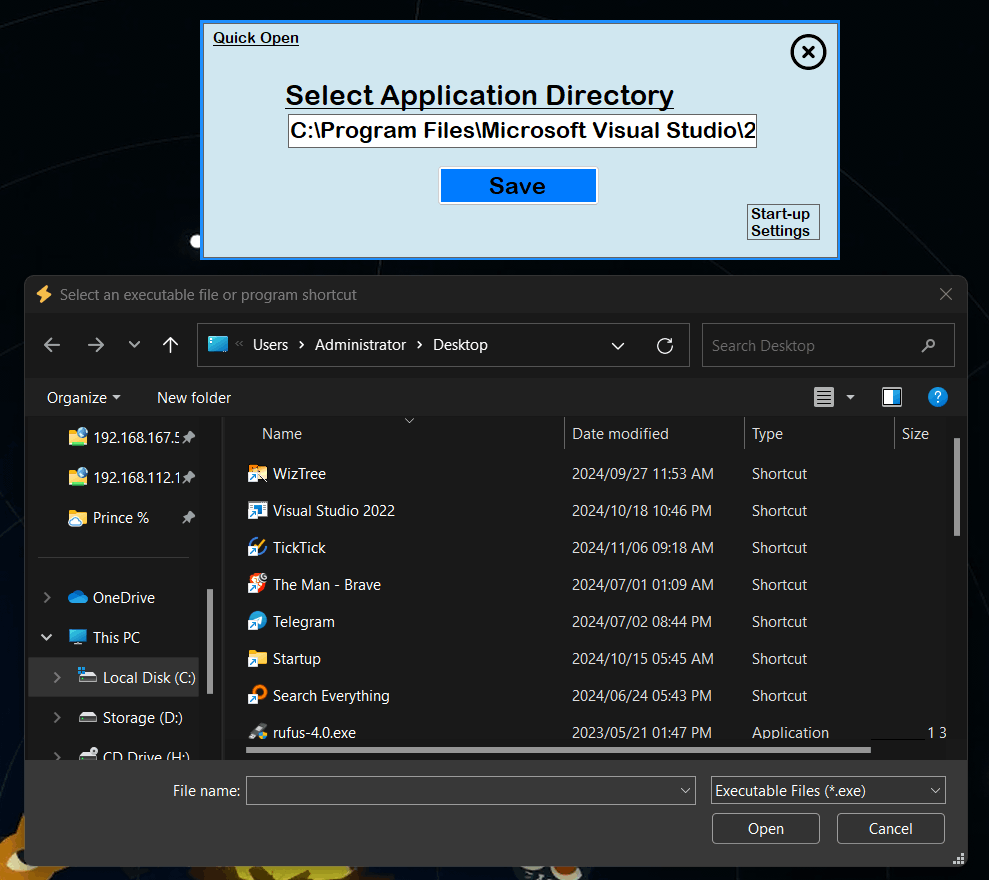 Quick Open
Select Application Directory
C:\Program Files\Microsoft Visual Studio\2
Save
Start-up
Settings
Select an executable file or program shortcut
« Users › Administrator › Desktop
Search Desktop
Organize
New folder
Name Date modified Type Size
192.168.167.5
192.168.112.1
Prince %
OneDrive
This PC
Local Disk (C:)
Storage (D:)
CD Drive (H:)
WizTree 2024/09/27 11:53 AM Shortcut
Visual Studio 2022 2024/10/18 10:46 PM Shortcut
TickTick 2024/11/06 09:18 AM Shortcut
The Man - Brave 2024/07/01 01:09 AM Shortcut
Telegram 2024/07/02 08:44 PM Shortcut
Startup 2024/10/15 05:45 AM Shortcut
Search Everything 2024/06/24 05:43 PM Shortcut
rufus-4.0.exe 2023/05/21 01:47 PM Application 1 3
File name:
Executable Files (*.exe)
Open
Cancel